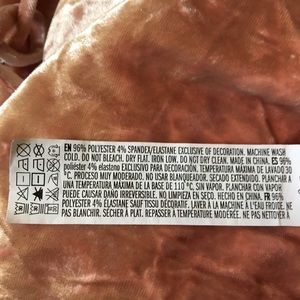 EN 96% POLYESTER 4% SPANDEX/ELASTANE EXCLUSIVE OF DECORATION. MACHINE WASH
COLD. DO NOT BLEACH. DRY FLAT. IRON LOW. DO NOT DRY CLEAN. MADE IN CHINA. ES 96%
poliéster 4% elastano EXCLUSIVO PARA DECORACIÓN. TEMPERATURA MÁXIMA DE LAVADO 30
°C. PROCESO MUY MODERADO. NO USAR BLANQUEADOR. SECADO EXTENDIDO. PLANCHAR A
UNA TEMPERATURA MÁXIMA DE LA BASE DE 110 °C, SIN VAPOR. PLANCHAR CON VAPOR
PUEDE CAUSAR DAÑO IRREVERSIBLE. NO LIMPIEZA EN SECO. HECHO EN CHINA. FR 96%
POLYESTER 4% ÉLASTANE SAUF TISSU DÉCORATIF. LAVER À LA MACHINE À L'EAU FROIDE. NE
PAS BLANCHIR. SÉCHER À PLAT. REPASSER À TEMPÉRATURE MODÉRÉE. NE PAS NETTOYER À